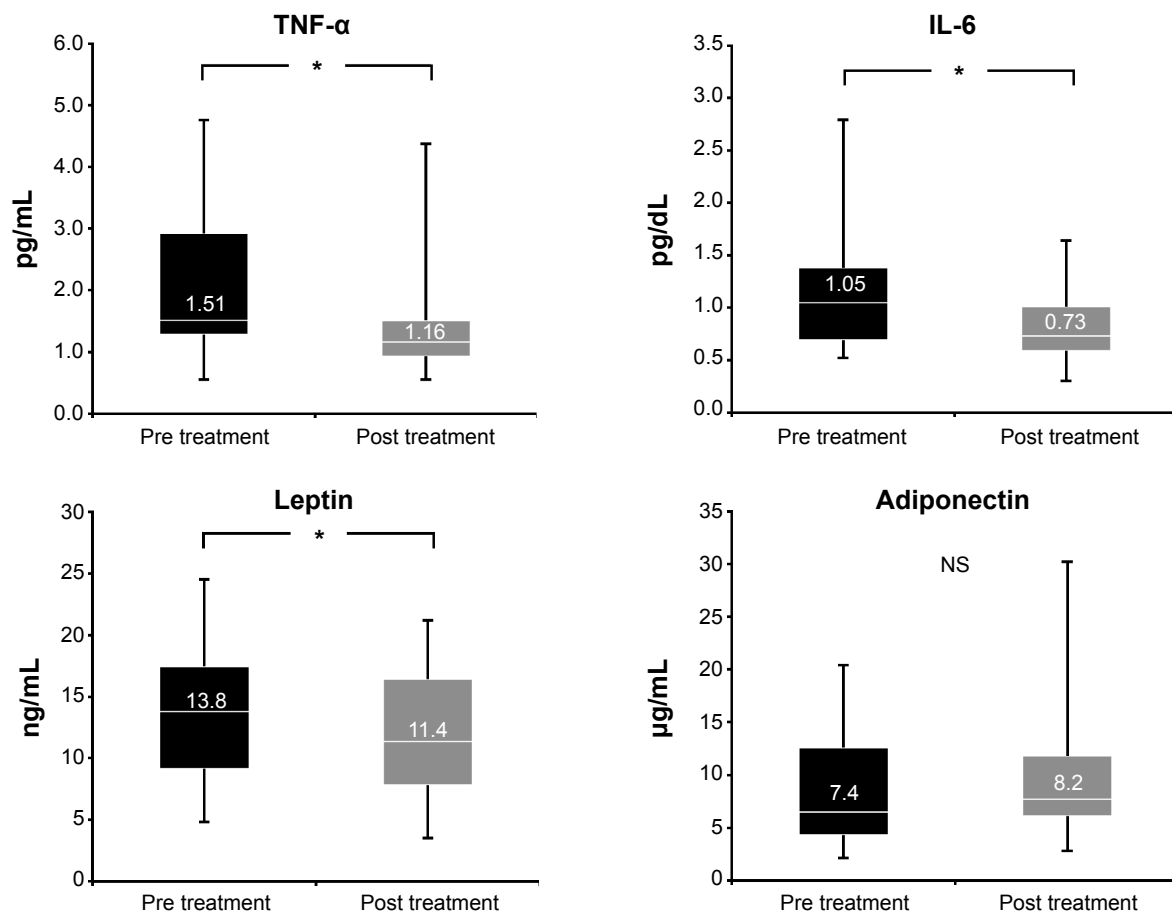 TNF-α
6.0
5.0
4.0
3.0
2.0
1.0
0.0
pg/mL
*
1.51
1.16
Pre treatment
Post treatment
IL-6
3.5
3.0
2.5
2.0
1.5
1.0
0.5
0.0
pg/dL
*
1.05
0.73
Pre treatment
Post treatment
Leptin
30
25
20
15
10
5
0
ng/mL
*
13.8
11.4
Pre treatment
Post treatment
Adiponectin
35
30
25
20
15
10
5
0
µg/mL
NS
7.4
8.2
Pre treatment
Post treatment